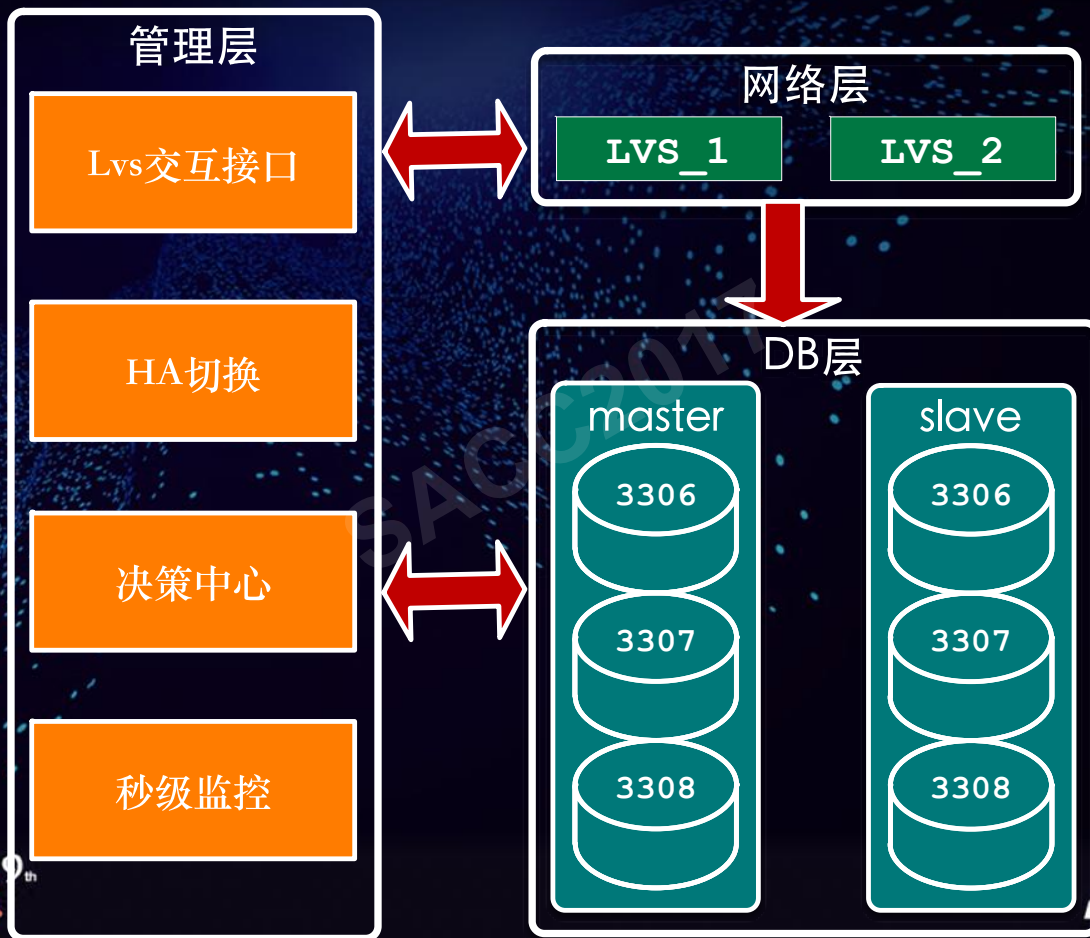 管理层
Lvs交互接口
HA切换
决策中心
秒级监控
网络层
LVS_1
LVS_2
DB层
master
3306
3307
3308
slave
3306
3307
3308
SACC2017
9th